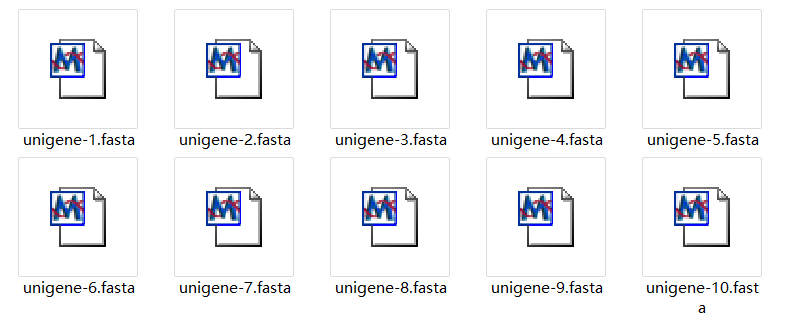 unigene-1.fasta
unigene-2.fasta
unigene-3.fasta
unigene-4.fasta
unigene-5.fasta
unigene-6.fasta
unigene-7.fasta
unigene-8.fasta
unigene-9.fasta
unigene-10.fast
a